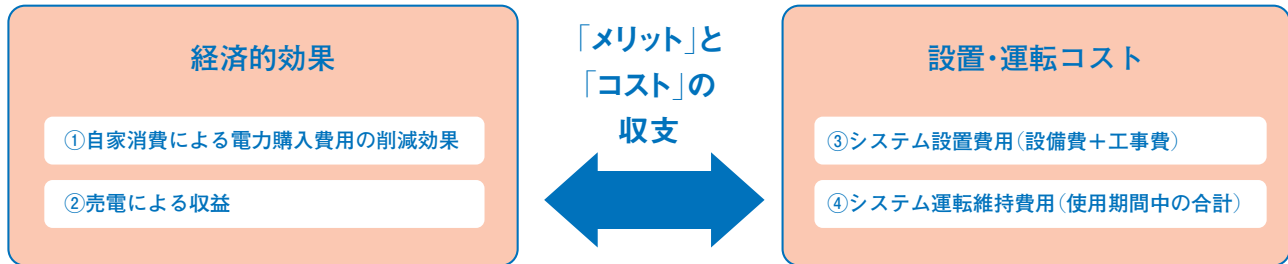 経済的効果
①自家消費による電力購入費用の削減効果
②売電による収益
「メリット」と
「コスト」の
収支
設置・運転コスト
③システム設置費用（設備費＋工事費）
④システム運転維持費用（使用期間中の合計）